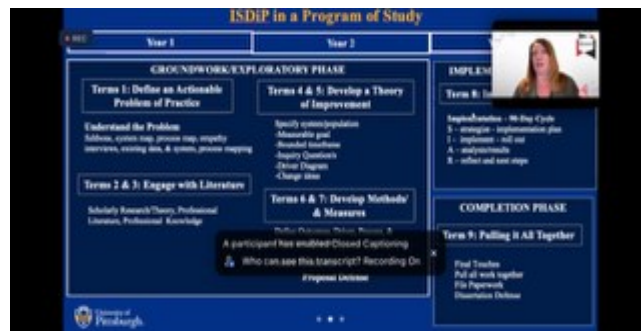 ISDiP in a Program of Study
REC
Year 1
Year 2
GROUNDWORK/EXPLORATORY PHASE
Terms 1: Define an Actionable
Problem of Practice
Understand the Problem
fishbone, system map, process map, empathy
interviews, existing data, & system, process mapping
Terms 2 & 3: Engage with Literature
Scholarly Research/Theory, Professional
Literature, Professional Knowledge
Terms 4 & 5: Develop a Theory
of Improvement
Specify system/population
-Measurable goal
-Bounded timeframe
-Inquiry Question/s
-Driver Diagram
-Change ideas
Terms 6 & 7: Develop Methods/
& Measures
A participant has enabled Closed Captioning
Who can see this transcript? Recording On
Proposal Defense
Term 8:
Implementation - 90 Day Cycle
S - strategize - implementation plan
I - implement - roll out
A - analysis/results
R - reflect and next steps
COMPLETION PHASE
Term 9: Pulling it All Together
Final Touches
Pull all work together
File Paperwork
Dissertation Defense
University of
Pittsburgh